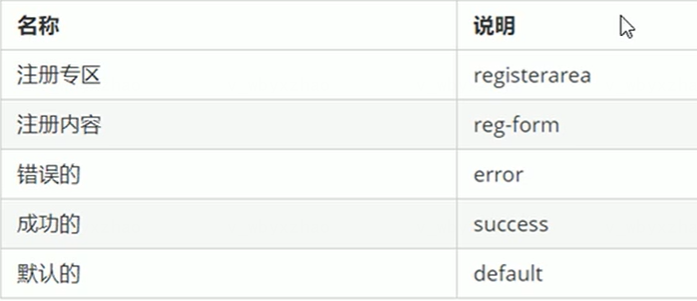 名称 说明
注册专区 registerarea
注册内容 reg-form
错误的 error
成功的 success
默认的 default